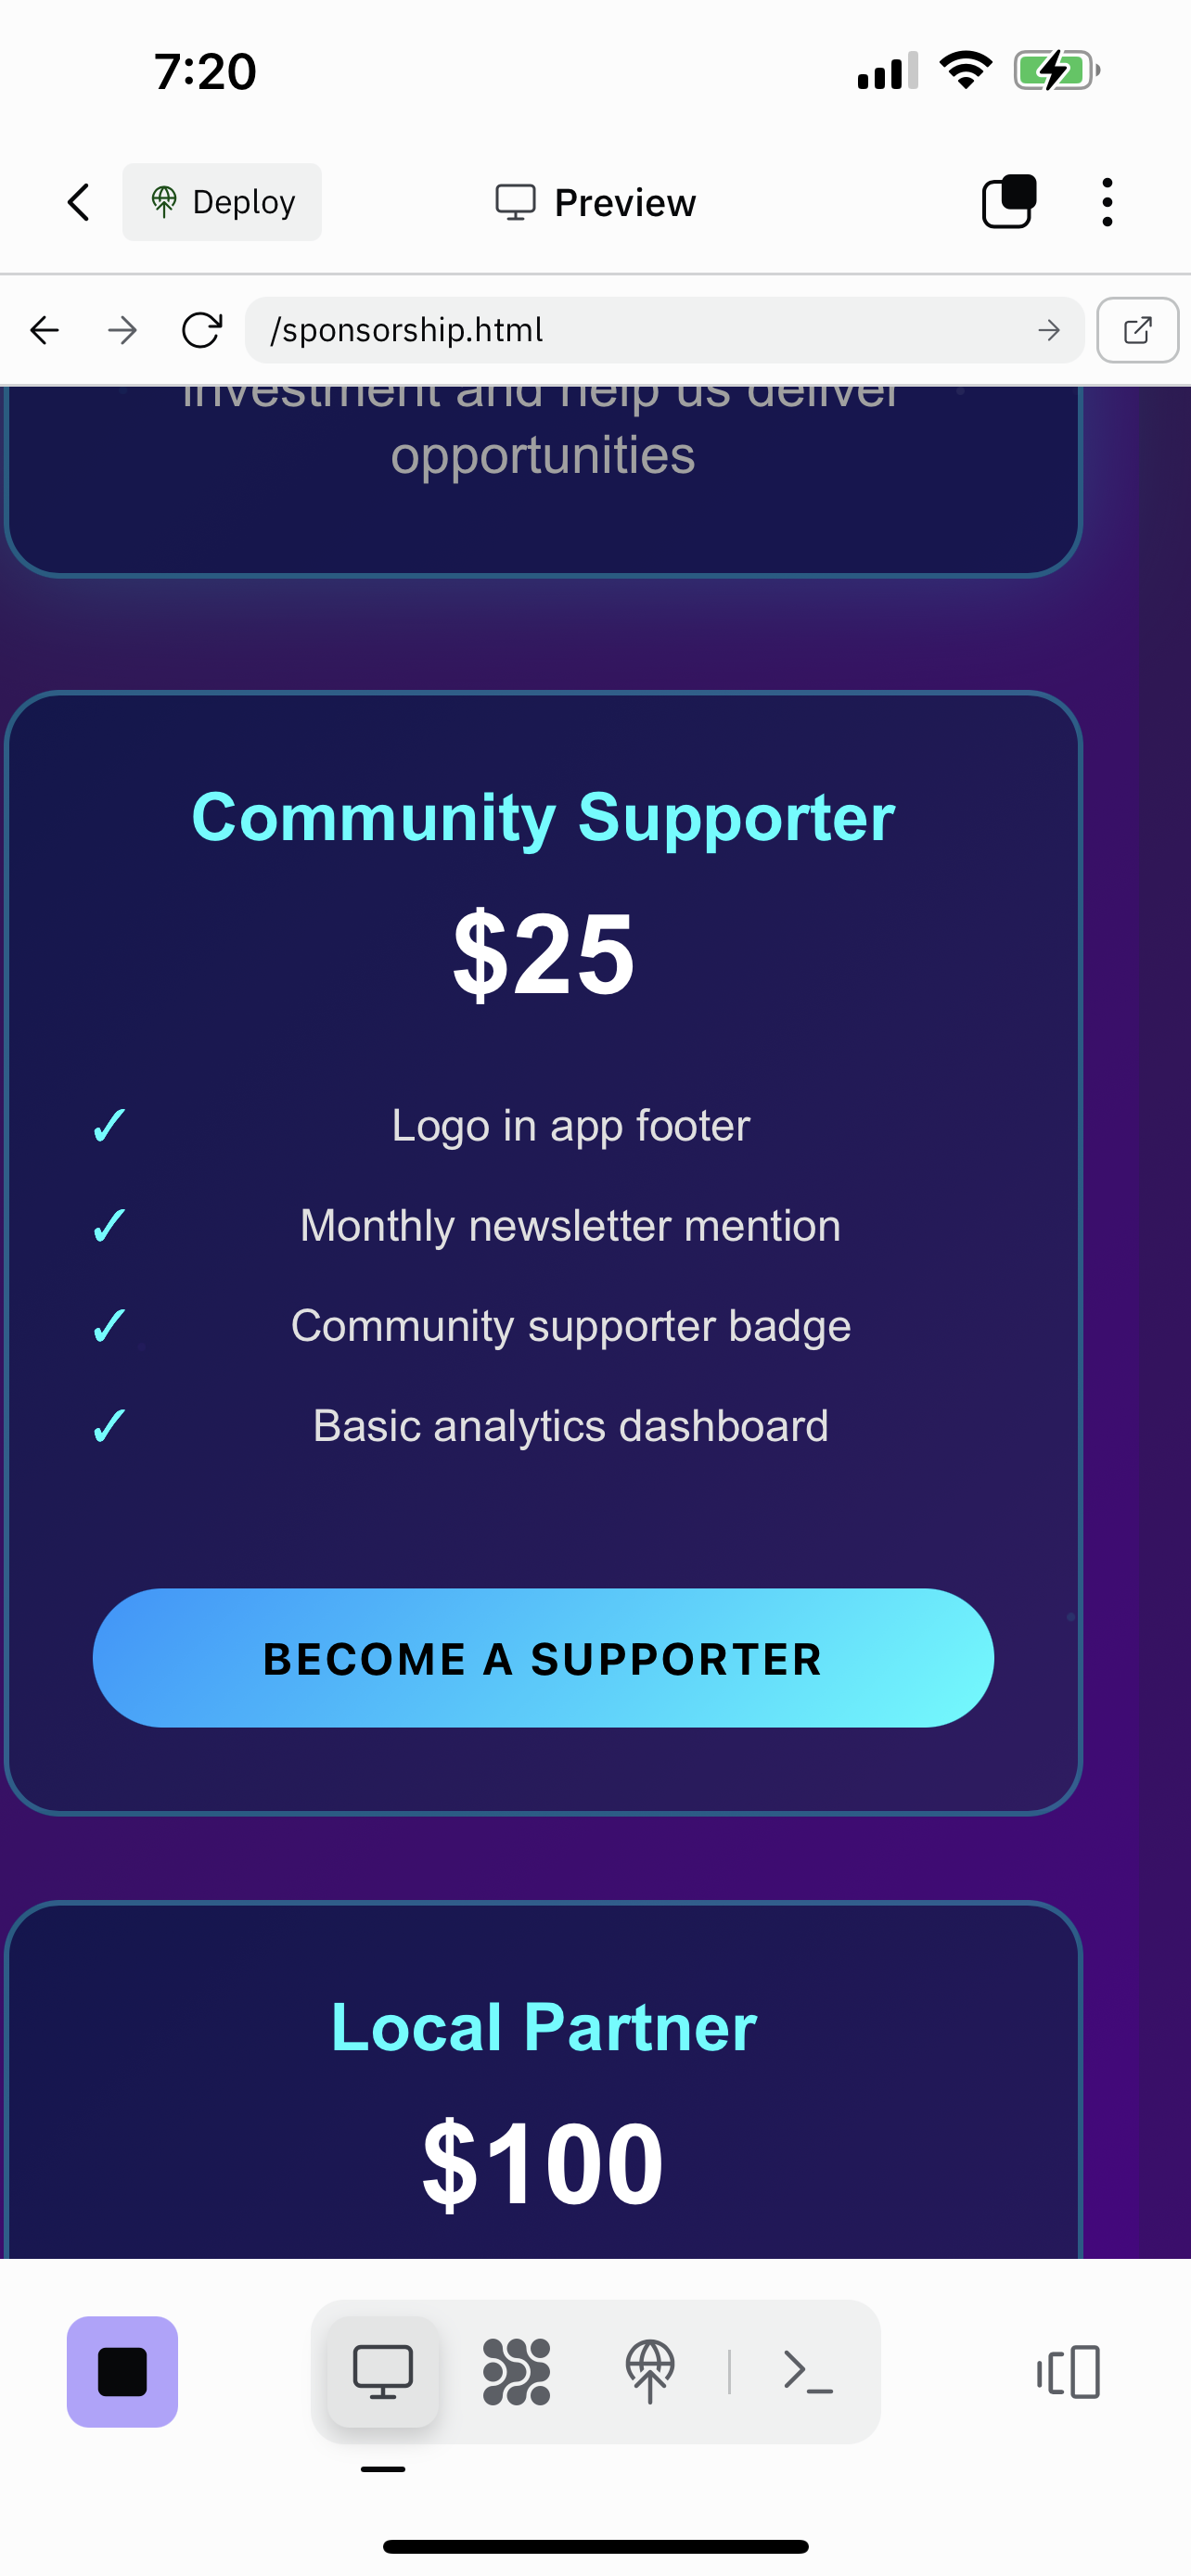 7:20
Deploy
Preview
/sponsorship.html
investment and help us deliver
opportunities
Community Supporter
$25
✓ Logo in app footer
✓ Monthly newsletter mention
✓ Community supporter badge
✓ Basic analytics dashboard
BECOME A SUPPORTER
Local Partner
$100